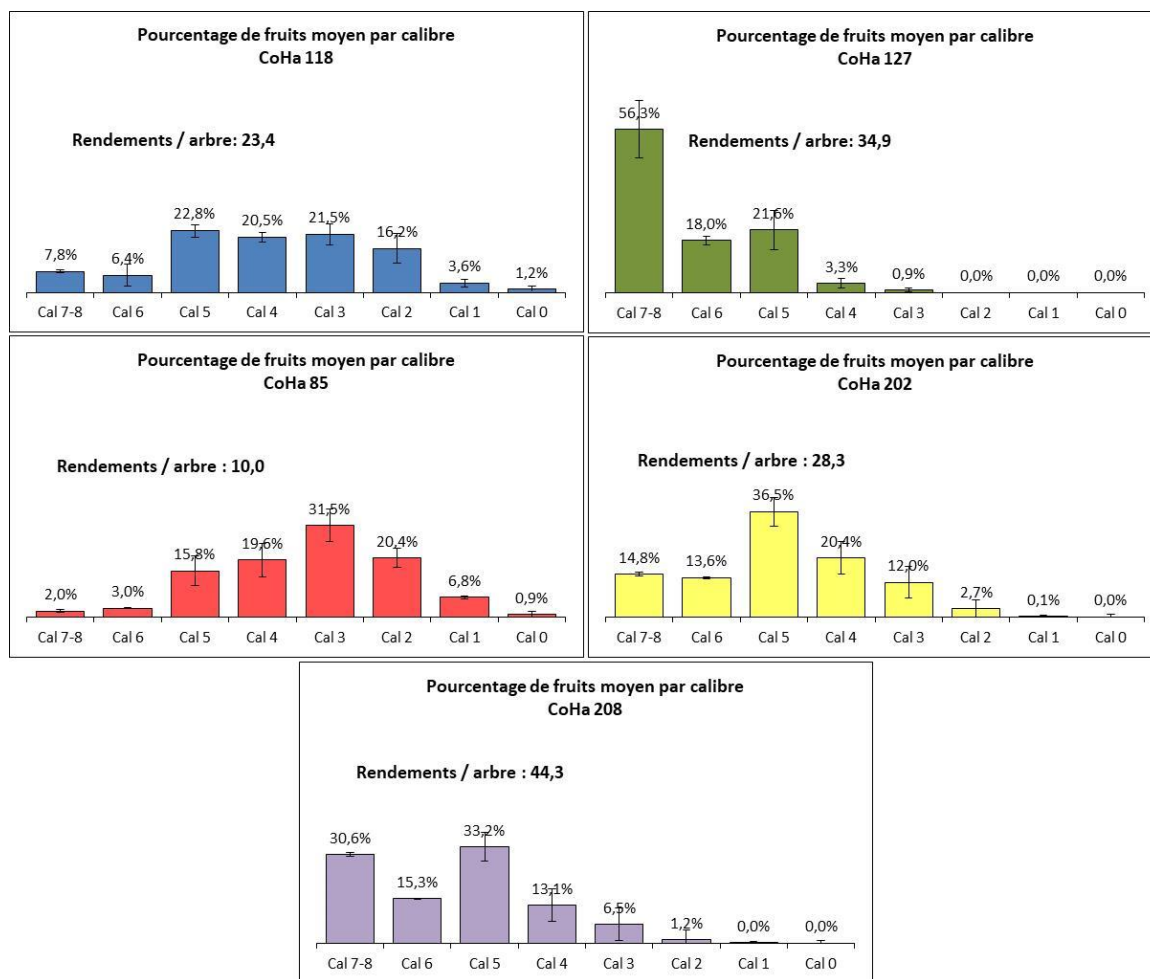 Pourcentage de fruits moyen par calibre
CoHa 118
Rendements / arbre: 23,4
7,8% 6,4% 22,8% 20,5% 21,5% 16,2% 3,6% 1,2%
Cal 7-8 Cal 6 Cal 5 Cal 4 Cal 3 Cal 2 Cal 1 Cal 0
Pourcentage de fruits moyen par calibre
CoHa 127
Rendements / arbre: 34,9
56,3% 18,0% 21,6% 3,3% 0,9% 0,0% 0,0% 0,0%
Cal 7-8 Cal 6 Cal 5 Cal 4 Cal 3 Cal 2 Cal 1 Cal 0
Pourcentage de fruits moyen par calibre
CoHa 85
Rendements / arbre : 10,0
2,0% 3,0% 15,8% 19,6% 31,5% 20,4% 6,8% 0,9%
Cal 7-8 Cal 6 Cal 5 Cal 4 Cal 3 Cal 2 Cal 1 Cal 0
Pourcentage de fruits moyen par calibre
CoHa 202
Rendements / arbre : 28,3
14,8% 13,6% 36,5% 20,4% 12,0% 2,7% 0,1% 0,0%
Cal 7-8 Cal 6 Cal 5 Cal 4 Cal 3 Cal 2 Cal 1 Cal 0
Pourcentage de fruits moyen par calibre
CoHa 208
Rendements / arbre : 44,3
30,6% 15,3% 33,2% 13,1% 6,5% 1,2% 0,0% 0,0%
Cal 7-8 Cal 6 Cal 5 Cal 4 Cal 3 Cal 2 Cal 1 Cal 0